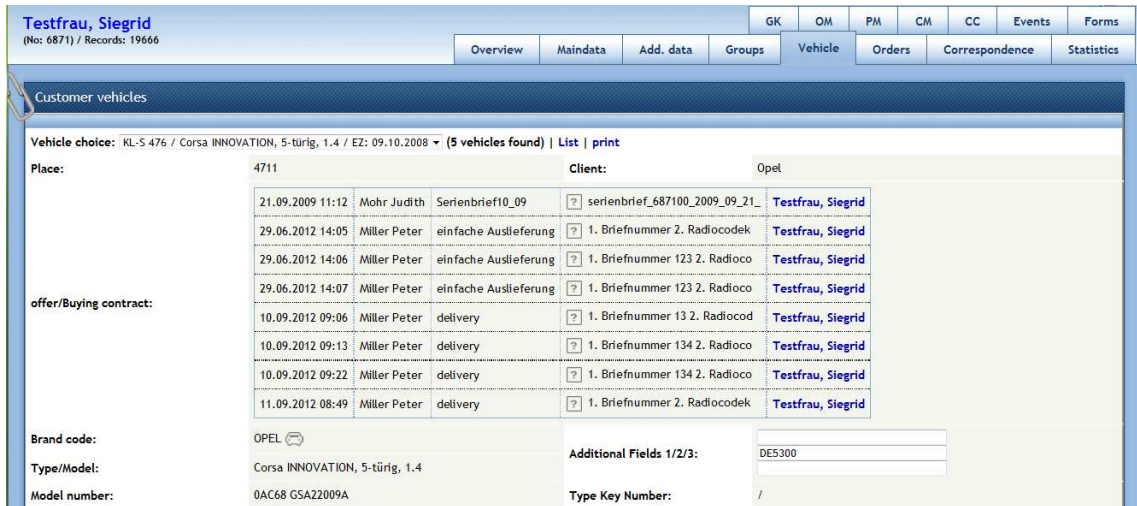 Testfrau, Siegrid
(No: 6871) / Records: 19666
GK OM PM CM CC Events Forms
Overview Maindata Add. data Groups Vehicle Orders Correspondence Statistics
Customer vehicles
Vehicle choice: KL-S 476 / Corsa INNOVATION, 5-türig, 1.4 / EZ: 09.10.2008 (5 vehicles found) | List | print
Place: 4711 Client: Opel
offer/Buying contract:
21.09.2009 11:12 Mohr Judith Serienbrief10_09 ? serienbrief_687100_2009_09_21_ Testfrau, Siegrid
29.06.2012 14:05 Miller Peter einfache Auslieferung ? 1. Briefnummer 2. Radiocodek Testfrau, Siegrid
29.06.2012 14:06 Miller Peter einfache Auslieferung ? 1. Briefnummer 123 2. Radioco Testfrau, Siegrid
29.06.2012 14:07 Miller Peter einfache Auslieferung ? 1. Briefnummer 123 2. Radioco Testfrau, Siegrid
10.09.2012 09:06 Miller Peter delivery ? 1. Briefnummer 13 2. Radiocod Testfrau, Siegrid
10.09.2012 09:13 Miller Peter delivery ? 1. Briefnummer 134 2. Radioco Testfrau, Siegrid
10.09.2012 09:22 Miller Peter delivery ? 1. Briefnummer 134 2. Radioco Testfrau, Siegrid
11.09.2012 08:49 Miller Peter delivery ? 1. Briefnummer 2. Radiocodek Testfrau, Siegrid
Brand code: OPEL
Additional Fields 1/2/3: DE5300
Type/Model: Corsa INNOVATION, 5-türig, 1.4
Model number: 0AC68 GSA22009A Type Key Number: /